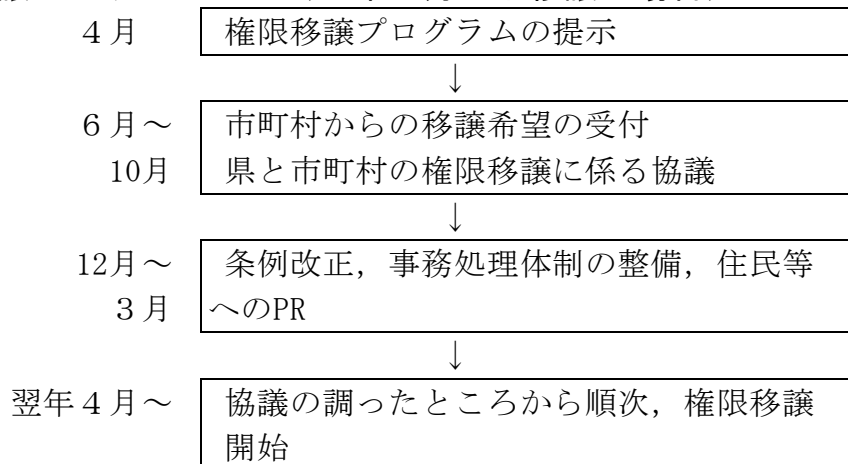 ４月 権限移譲プログラムの提示
↓
６月～ 市町村からの移譲希望の受付
10月 県と市町村の権限移譲に係る協議
↓
12月～ 条例改正，事務処理体制の整備，住民等
３月 へのPR
↓
翌年４月～ 協議の調ったところから順次，権限移譲
開始